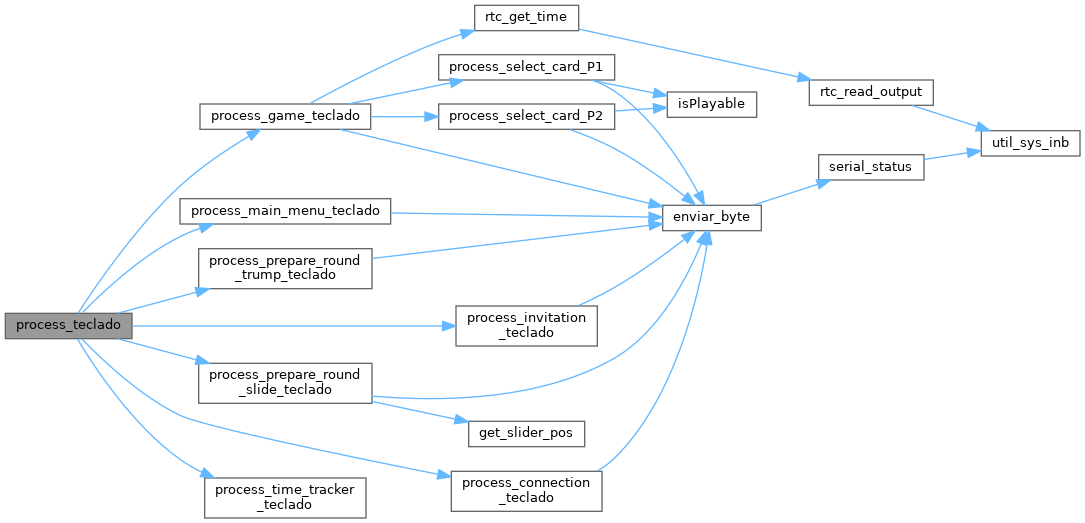 rtc_get_time
process_select_card_P1
rtc_read_output
isPlayable
process_game_teclado
process_select_card_P2
util_sys_inb
serial_status
process_main_menu_teclado
enviar_byte
process_prepare_round
_trump_teclado
process_teclado
process_invitation
_teclado
process_prepare_round
_slide_teclado
get_slider_pos
process_connection
_teclado
process_time_tracker
_teclado